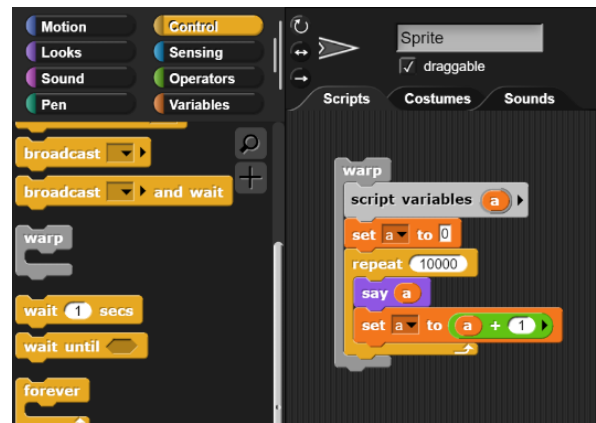 Motion Control
Looks Sensing
Sound Operators
Pen Variables
broadcast
broadcast and wait
warp
wait 1 secs
wait until
forever
Sprite
draggable
Scripts Costumes Sounds
warp
script variables a
set a to 0
repeat 10000
say a
set a to a + 1